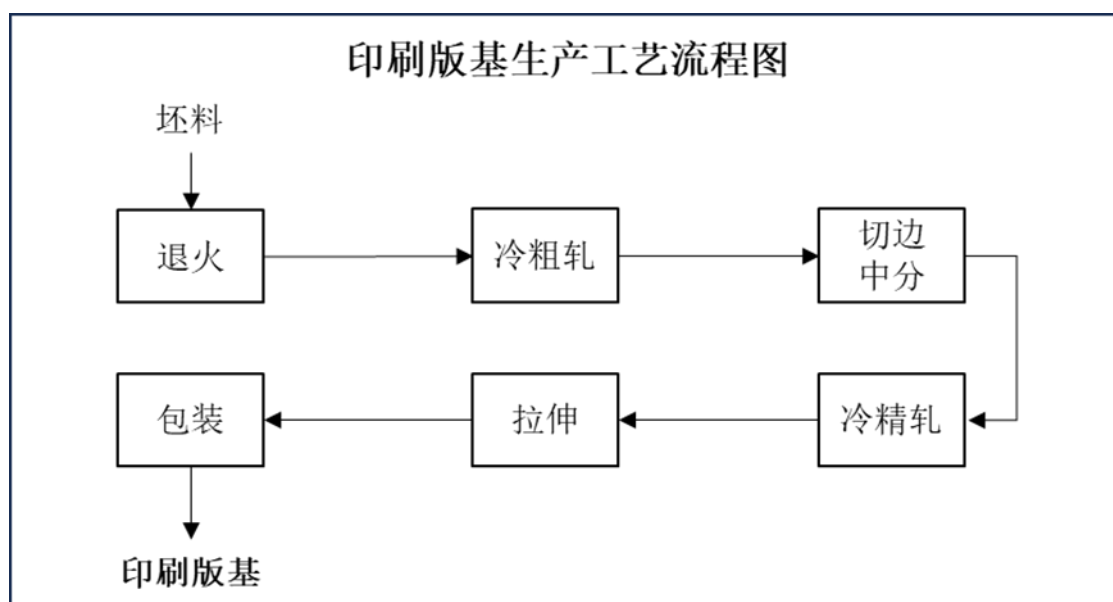 印刷版基生产工艺流程图
坯料
退火
冷粗轧
切边
中分
包装
拉伸
冷精轧
印刷版基